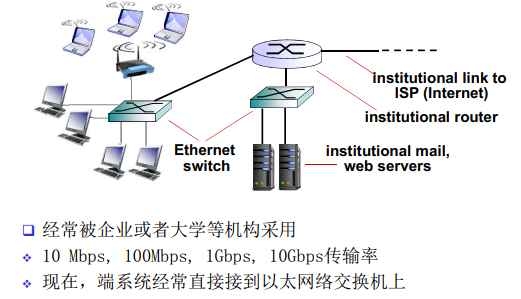 institutional link to
ISP (Internet)
institutional router
Ethernet
switch
institutional mail,
web servers
经常被企业或者大学等机构采用
10 Mbps, 100Mbps, 1Gbps, 10Gbps传输率
现在，端系统经常直接接到以太网络交换机上